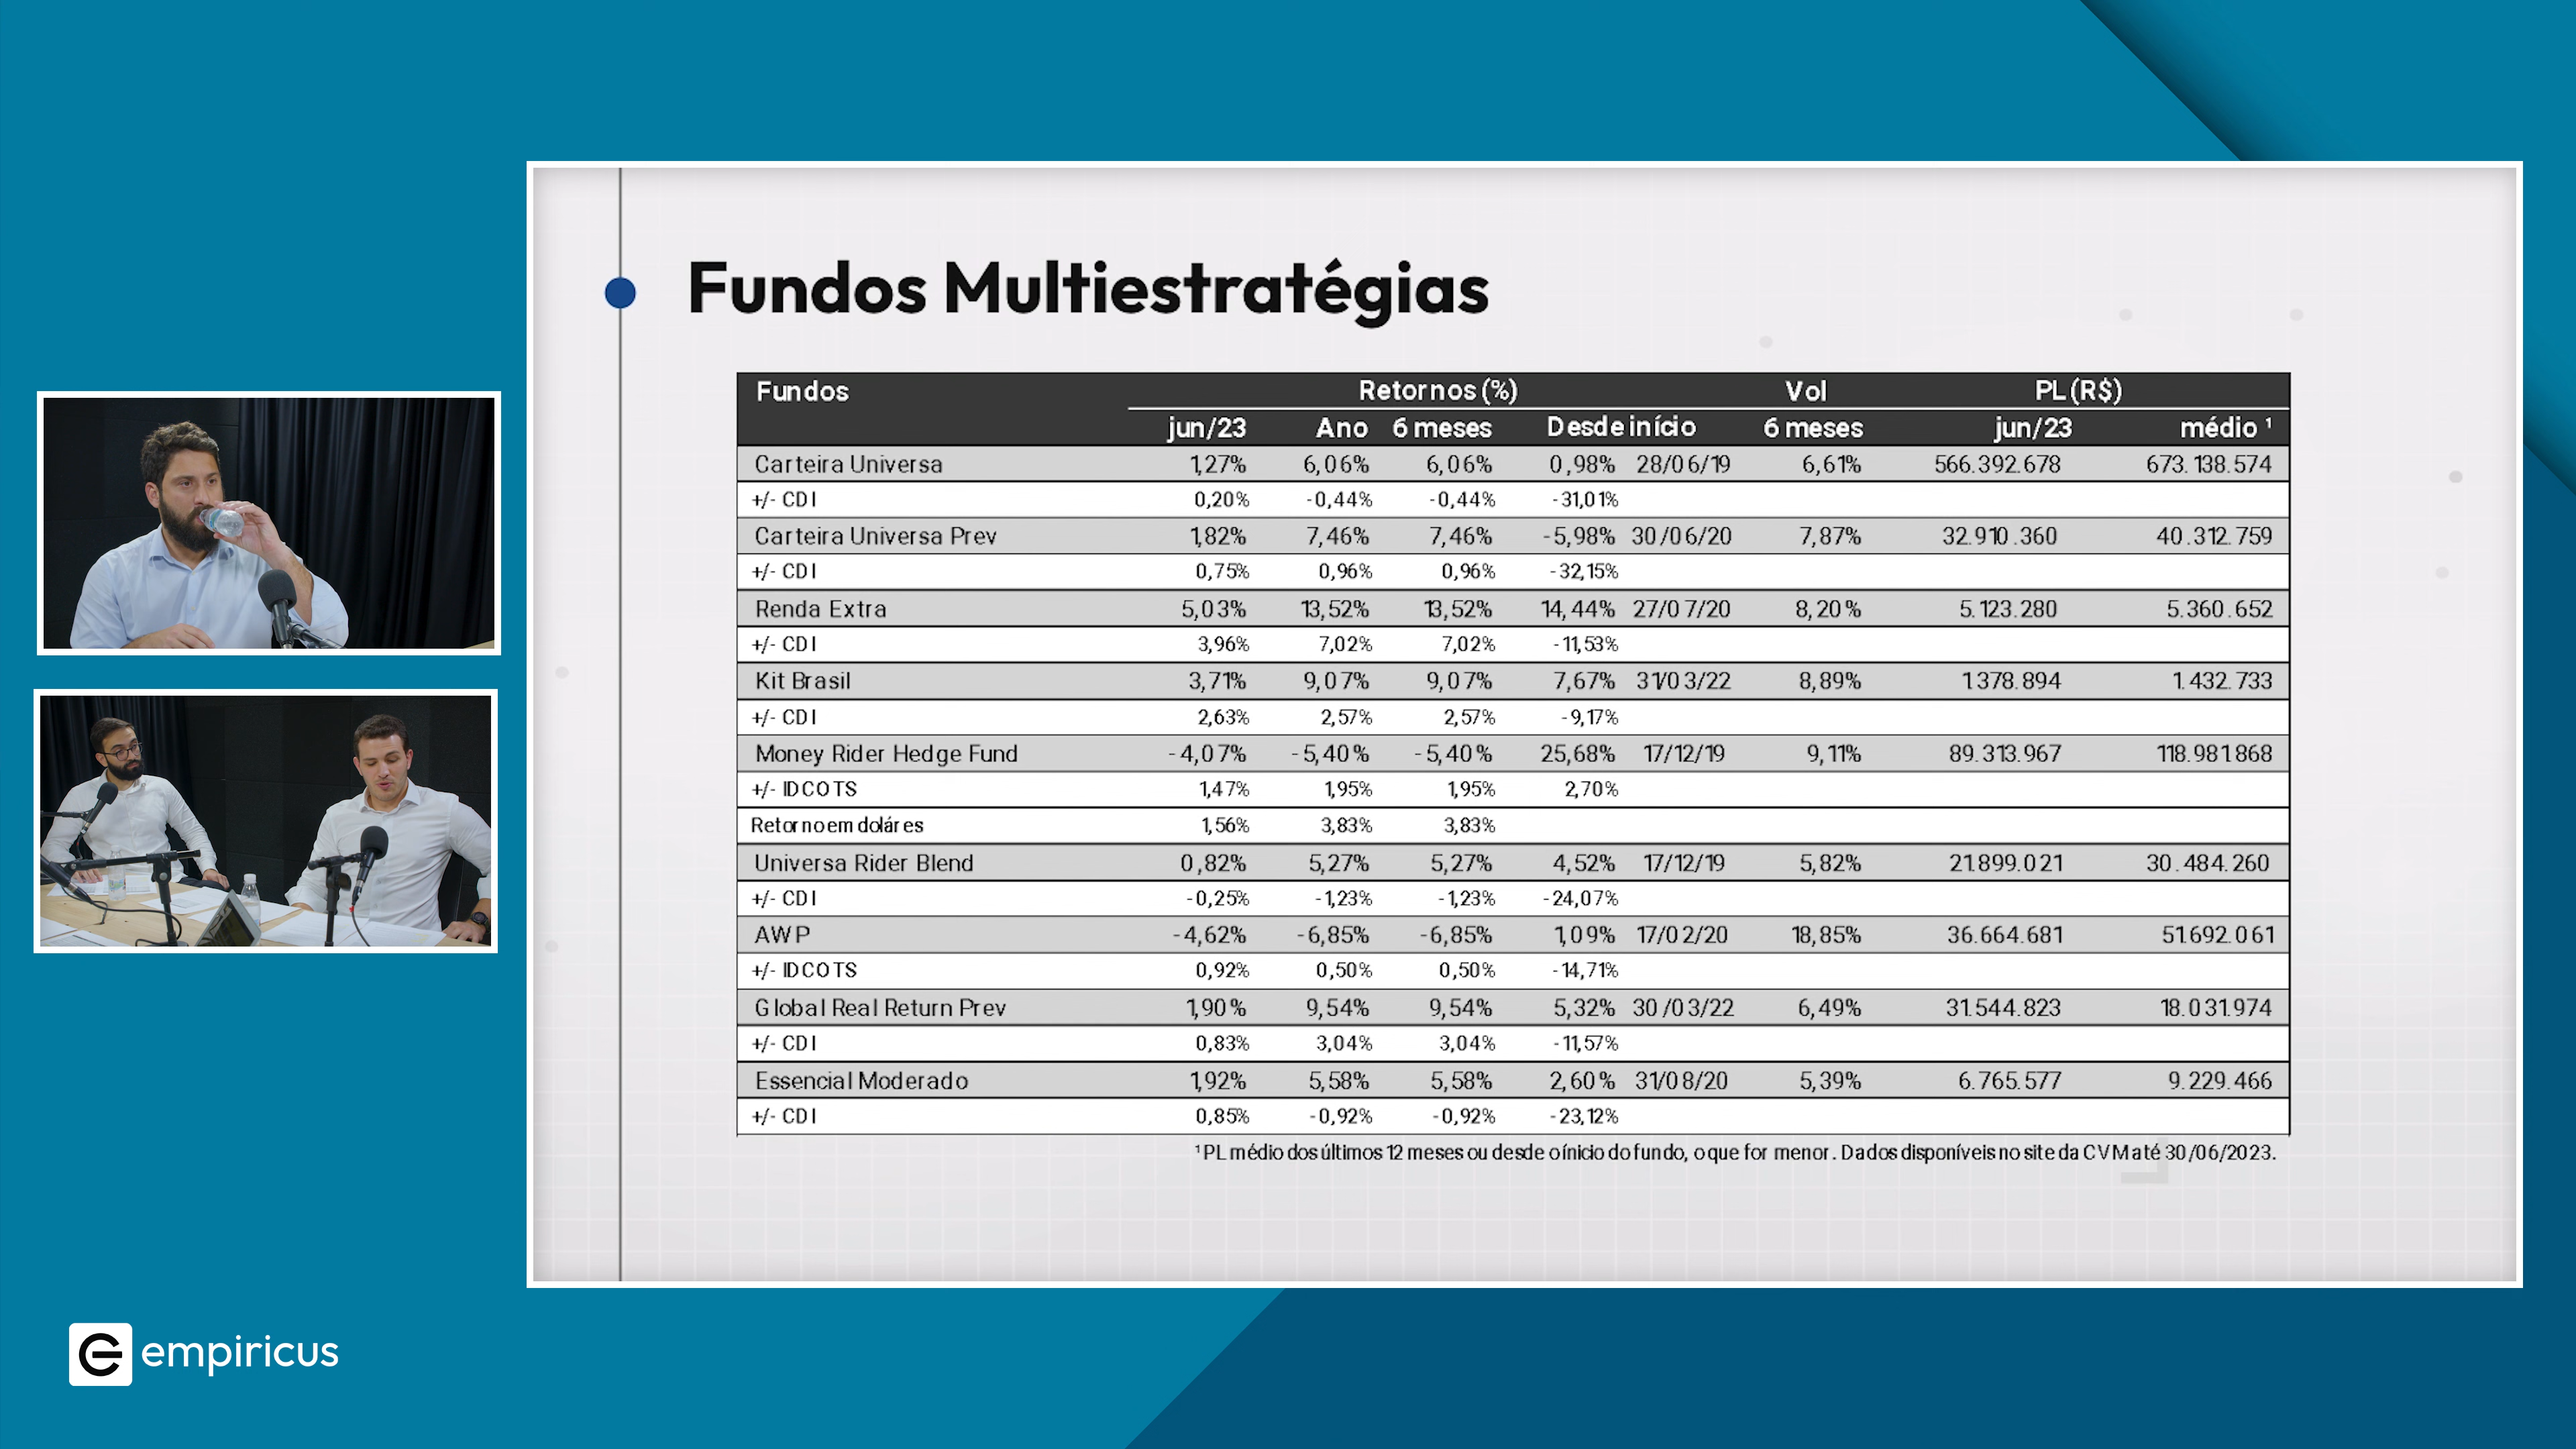 Fundos Multiestratégias
Fundos Retornos (%) Vol PL (R$)
jun/23 Ano 6 meses Desde início 6 meses jun/23 médio ¹
Carteira Universa 1,27% 6,06% 6,06% 0,98% 28/06/19 6,61% 566.392.678 673.138.574
+/- CDI 0,20% -0,44% -0,44% -31,01%
Carteira Universa Prev 1,82% 7,46% 7,46% -5,98% 30/06/20 7,87% 32.910.360 40.312.759
+/- CDI 0,75% 0,96% 0,96% -32,15%
Renda Extra 5,03% 13,52% 13,52% 14,44% 27/07/20 8,20% 5.123.280 5.360.652
+/- CDI 3,96% 7,02% 7,02% -11,53%
Kit Brasil 3,71% 9,07% 9,07% 7,67% 31/03/22 8,89% 1.378.894 1.432.733
+/- CDI 2,63% 2,57% 2,57% -9,17%
Money Rider Hedge Fund -4,07% -5,40% -5,40% 25,68% 17/12/19 9,11% 89.313.967 118.981.868
+/- IDCOTS 1,47% 1,95% 1,95% 2,70%
Retorno em doláres 1,56% 3,83% 3,83%
Universa Rider Blend 0,82% 5,27% 5,27% 4,52% 17/12/19 5,82% 21.899.021 30.484.260
+/- CDI -0,25% -1,23% -1,23% -24,07%
AWP -4,62% -6,85% -6,85% 1,09% 17/02/20 18,85% 36.664.681 51.692.061
+/- IDCOTS 0,92% 0,50% 0,50% -14,71%
Global Real Return Prev 1,90% 9,54% 9,54% 5,32% 30/03/22 6,49% 31.544.823 18.031.974
+/- CDI 0,83% 3,04% 3,04% -11,57%
Essencial Moderado 1,92% 5,58% 5,58% 2,60% 31/08/20 5,39% 6.765.577 9.229.466
+/- CDI 0,85% -0,92% -0,92% -23,12%
¹ PL médio dos últimos 12 meses ou desde o ínicio do fundo, o que for menor. Dados disponíveis no site da CVM até 30/06/2023.
empiricus